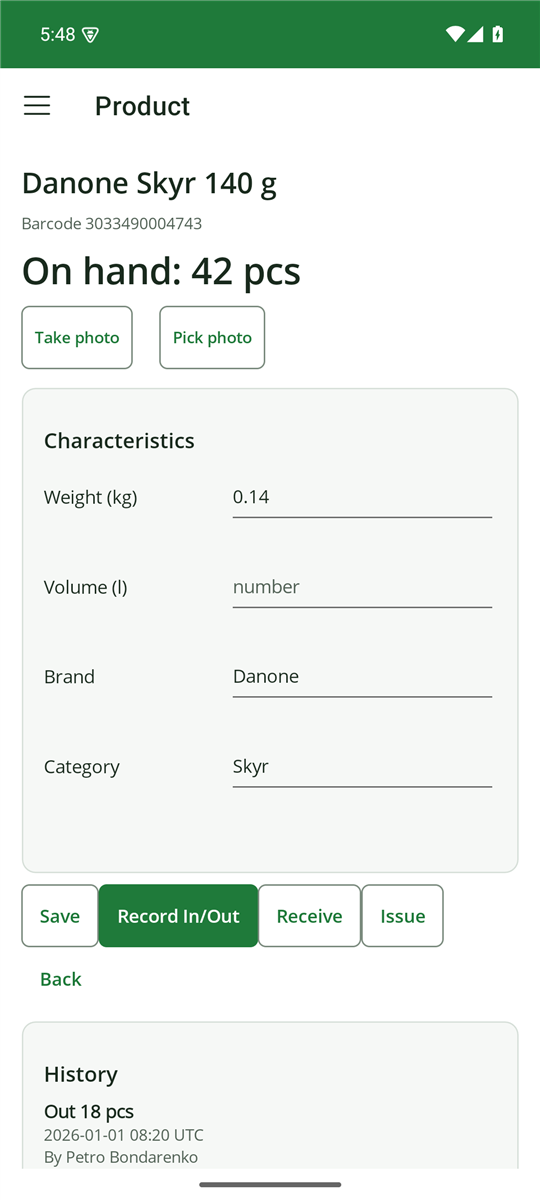 5:48
Product
Danone Skyr 140 g
Barcode 3033490004743
On hand: 42 pcs
Take photo
Pick photo
Characteristics
Weight (kg)
0.14
Volume (l)
number
Brand
Danone
Category
Skyr
Save
Record In/Out
Receive
Issue
Back
History
Out 18 pcs
2026-01-01 08:20 UTC
By Petro Bondarenko